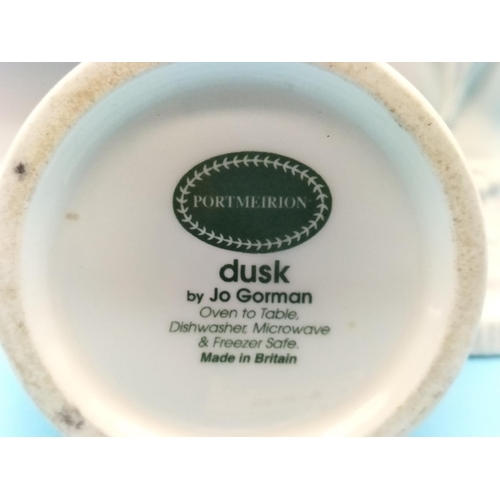 PORTMEIRION
dusk
by Jo Gorman
Oven to Table,
Dishwasher, Microwave
& Freezer Safe.
Made in Britain